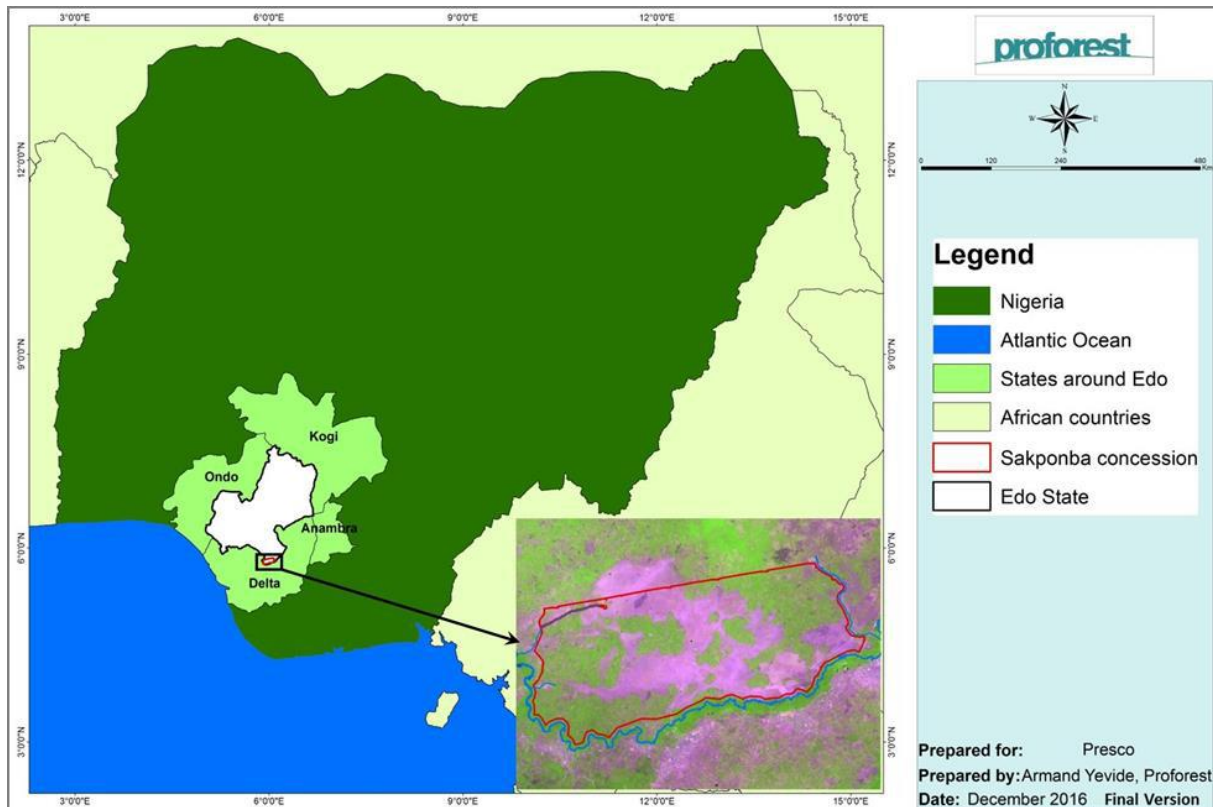 3°0'0"E 6°0'0"E 9°0'0"E 12°0'0"E 15°0'0"E
12°0'0"N 12°0'0"N
9°0'0"N 9°0'0"N
6°0'0"N 6°0'0"N
3°0'0"N 3°0'0"N
Kogi
Ondo
Anambra
Delta
3°0'0"E 6°0'0"E 9°0'0"E 12°0'0"E 15°0'0"E
proforest
N
W E
S
0 120 240 480
Km
Legend
Nigeria
Atlantic Ocean
States around Edo
African countries
Sakponba concession
Edo State
Prepared for: Presco
Prepared by: Armand Yevide, Proforest
Date: December 2016 Final Version